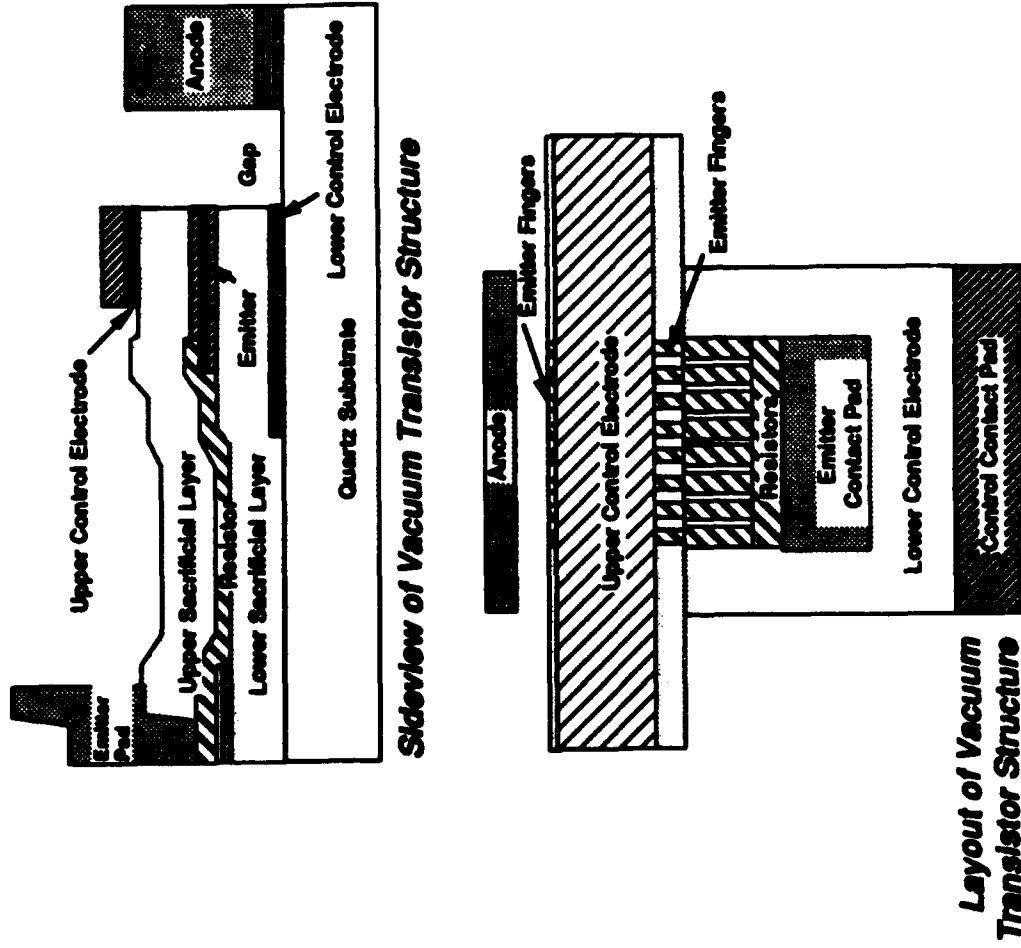 Upper Control Electrode
Emitter
Pad
Upper Sacrificial Layer
Resistor
Lower Sacrificial Layer
Emitter
Gap
Anode
Lower Control Electrode
Quartz Substrate
Sideview of Vacuum Transistor Structure
Anode
Emitter Fingers
Upper Control Electrode
Emitter Fingers
Resistors
Emitter
Contact Pad
Lower Control Electrode
Control Contact Pad
Layout of Vacuum
Transistor Structure